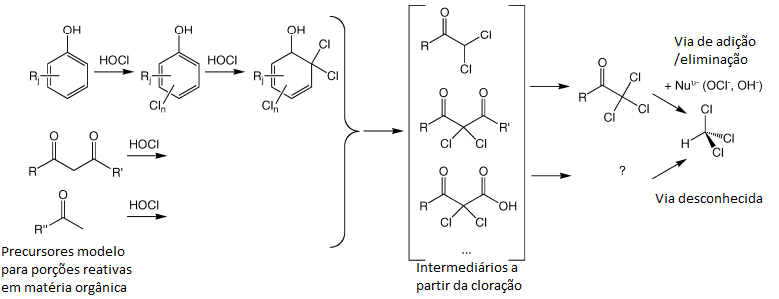 OH
HOCl
Rj
OH
HOCl
Rj
Cln
OH
Cl
Cl
Rj
Cln
O
O
R
R'
HOCl
O
R''
HOCl
Precursores modelo
para porções reativas
em matéria orgânica
O
Cl
R
Cl
O
O
R
R'
Cl
Cl
O
O
R
OH
Cl
Cl
...
Intermediários a
partir da cloração
O
Cl
R
Cl
Cl
?
Via de adição
/eliminação
+ Nuʋ- (OCl-, OH-)
Cl
H
Cl
Cl
Via desconhecida